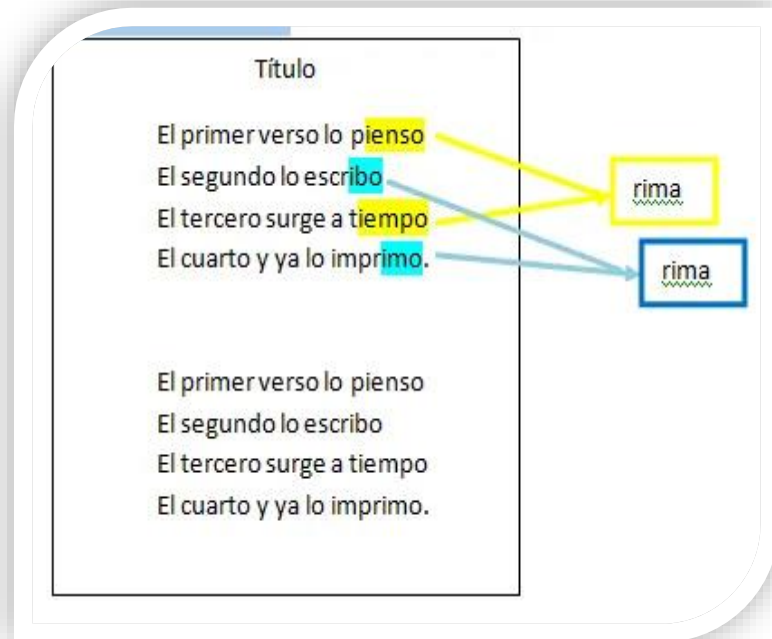 Título
El primer verso lo pienso
El segundo lo escribo
El tercero surge a tiempo
El cuarto y ya lo imprimo.
rima
rima
El primer verso lo pienso
El segundo lo escribo
El tercero surge a tiempo
El cuarto y ya lo imprimo.